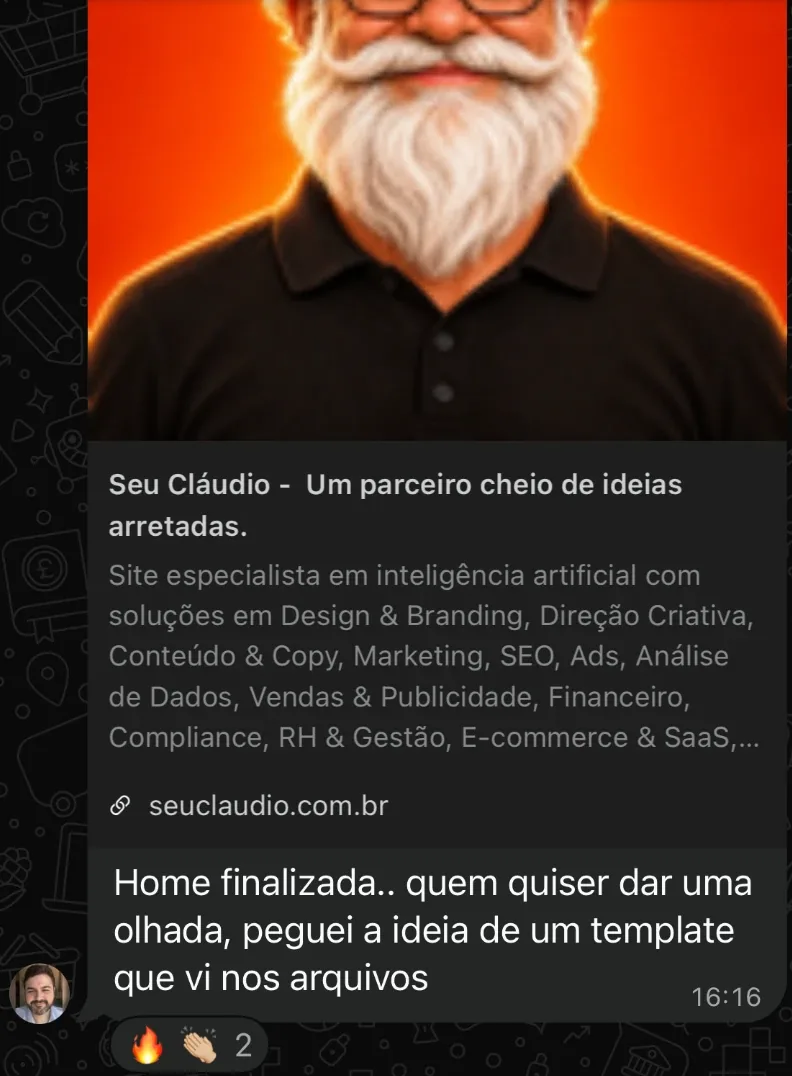 Seu Cláudio -  Um parceiro cheio de ideias
arretadas.
Site especialista em inteligência artificial com
soluções em Design & Branding, Direção Criativa,
Conteúdo & Copy, Marketing, SEO, Ads, Análise
de Dados, Vendas & Publicidade, Financeiro,
Compliance, RH & Gestão, E-commerce & SaaS,...
seuclaudio.com.br
Home finalizada.. quem quiser dar uma
olhada, peguei a ideia de um template
que vi nos arquivos
16:16
🔥 👏🏼 2